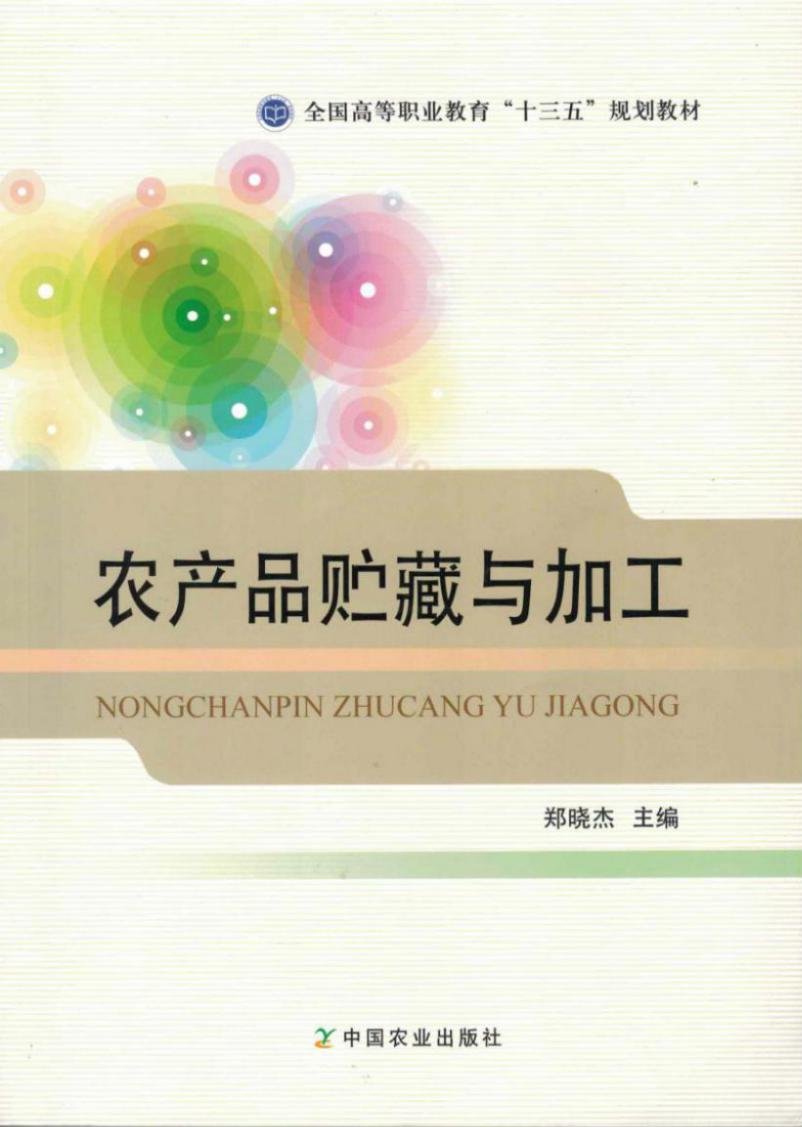 全国高等职业教育“十三五”规划教材
农产品贮藏与加工
NONGCHANPIN ZHUCANG YU JIAGONG
郑晓杰 主编
中国农业出版社